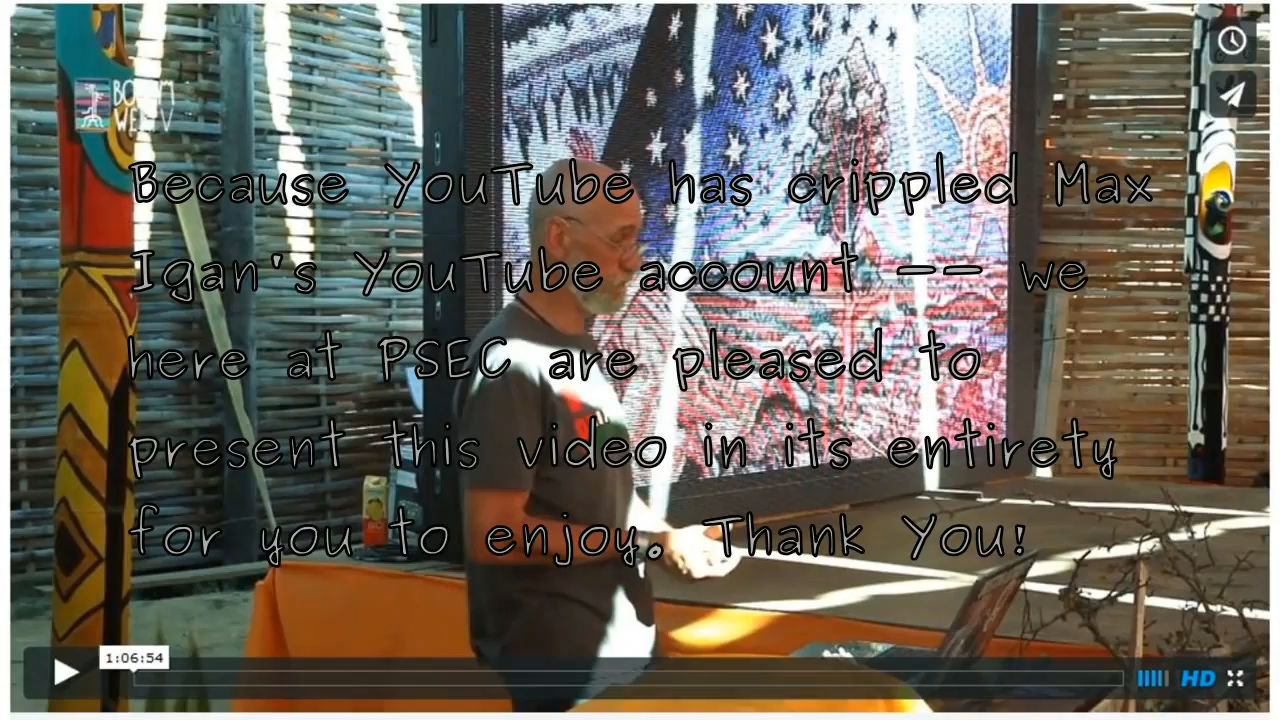 Because YouTube has crippled Max
Igan's YouTube account -- we
here at PSEC are pleased to
present this video in its entirety
for you to enjoy. Thank You!
1:06:54
HD